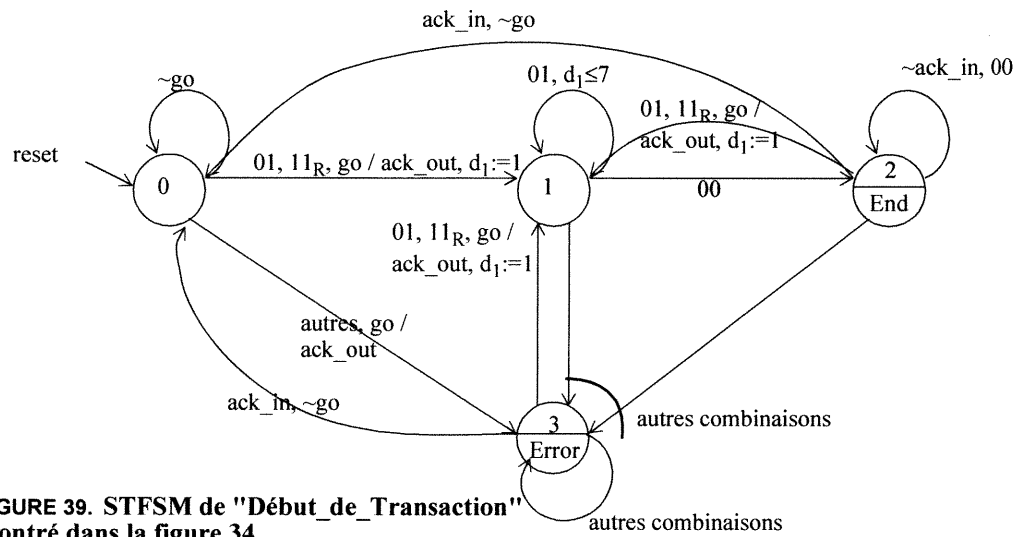 ack_in, ~go
~go
01, d1≤7
~ack_in, 00
01, 11R, go /
ack_out, d1:=1
reset
0
01, 11R, go / ack_out, d1:=1
1
00
2
End
01, 11R, go /
ack_out, d1:=1
autres, go /
ack_out
ack_in, ~go
3
Error
autres combinaisons
autres combinaisons
GURE 39. STFSM de "Début_de_Transaction"
ontré dans la figure 34